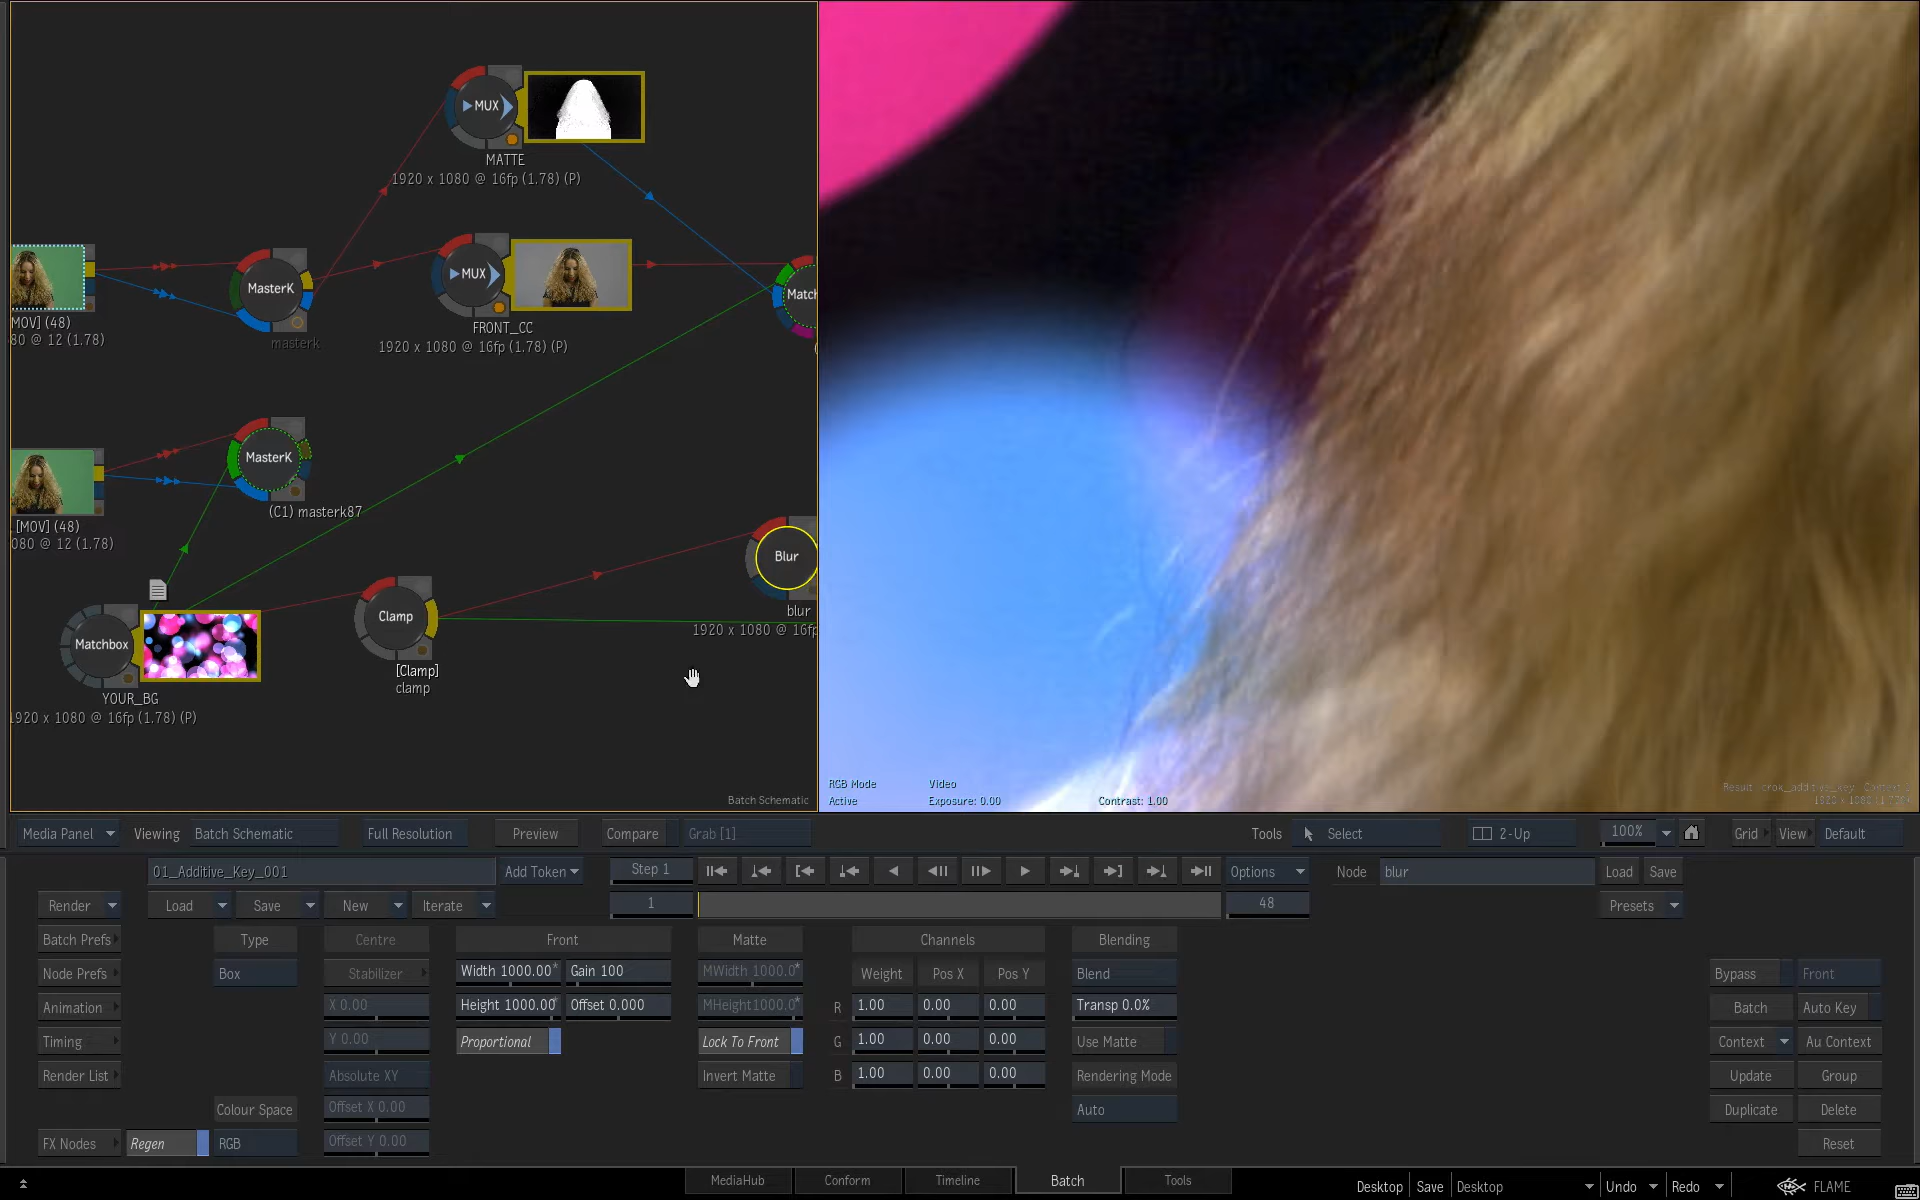 MUX
MATTE
1920 x 1080 @ 16fp (1.78) (P)
MUX
FRONT_CC
1920 x 1080 @ 16fp (1.78) (P)
MasterK
masterk
MOV] (48)
80 @ 12 (1.78)
Match
MasterK
(C1) masterk87
[MOV] (48)
080 @ 12 (1.78)
Blur
blur
1920 x 1080 @ 16fp
Clamp
[Clamp]
clamp
Matchbox
YOUR_BG
1920 x 1080 @ 16fp (1.78) (P)
Batch Schematic
RGB Mode Video
Active Exposure: 0.00 Contrast: 1.00
Media Panel Viewing Batch Schematic Full Resolution Preview Compare Grab [1] Tools Select 2-Up 100% Grid View Default
01_Additive_Key_001 Add Token Step 1 Options Node blur Load Save
Render Load Save New Iterate 1 48 Presets
Batch Prefs Type Centre Front Matte Channels Blending
Node Prefs Box Stabilizer Width 1000.00* Gain 100 MWidth 1000.0* Weight Pos X Pos Y Blend Bypass Front
Animation X 0.00 Height 1000.00* Offset 0.000 MHeight1000.0* R 1.00 0.00 0.00 Transp 0.0% Batch Auto Key
Timing Y 0.00 Proportional Lock To Front G 1.00 0.00 0.00 Use Matte Context Au Context
Render List Absolute XY Invert Matte B 1.00 0.00 0.00 Rendering Mode Update Group
Colour Space Offset X 0.00 Auto Duplicate Delete
FX Nodes Regen RGB Offset Y 0.00 Reset
MediaHub Conform Timeline Batch Tools Desktop Save Desktop Undo Redo FLAME